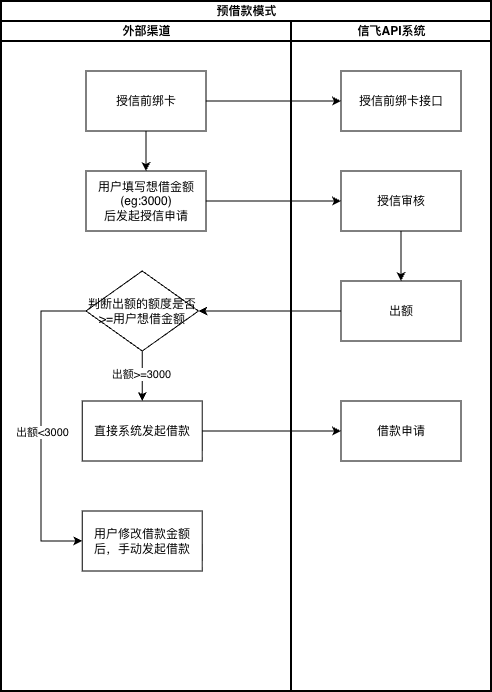 预借款模式
外部渠道
信飞API系统
授信前绑卡
授信前绑卡接口
用户填写想借金额
(eg:3000)
后发起授信申请
授信审核
判断出额的额度是否
>=用户想借金额
出额
出额>=3000
出额<3000
直接系统发起借款
借款申请
用户修改借款金额
后，手动发起借款